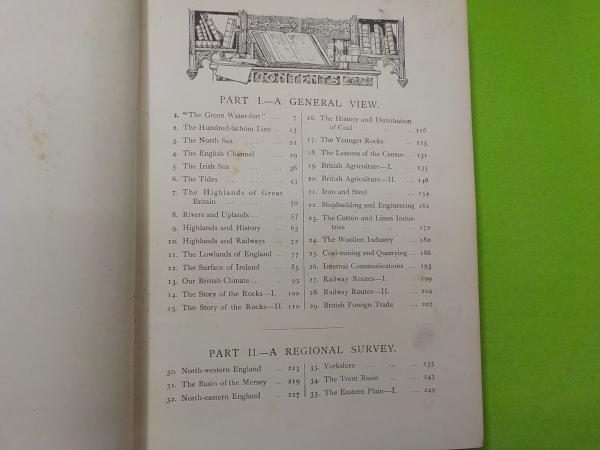 CONTENTS
PART I.—A GENERAL VIEW.
1. "The Green Water-fort" ... 7
2. The Hundred-fathom Line ... 13
3. The North Sea ... ... 21
4. The English Channel ... 29
5. The Irish Sea ... ... 36
6. The Tides ... ... ... 43
7. The Highlands of Great
Britain ... ... ... 50
8. Rivers and Uplands ... ... 57
9. Highlands and History ... 65
10. Highlands and Railways ... 72
11. The Lowlands of England ... 77
12. The Surface of Ireland ... 85
13. Our British Climate ... ... 93
14. The Story of the Rocks—I. 100
15. The Story of the Rocks—II. 110
16. The History and Distribution
of Coal ... ... 116
17. The Younger Rocks ... 123
18. The Lessons of the Census ... 131
19. British Agriculture—I. ... 135
20. British Agriculture—II. ... 146
21. Iron and Steel ... ... 154
22. Shipbuilding and Engineering 161
23. The Cotton and Linen Indus-
tries ... ... ... 172
24. The Woollen Industry ... 180
25. Coal-mining and Quarrying ... 186
26. Internal Communications ... 193
27. Railway Routes—I. ... 199
28. Railway Routes—II. ... 204
29. British Foreign Trade ... 207
PART II.—A REGIONAL SURVEY.
30. North-western England ... 213
31. The Basin of the Mersey ... 219
32. North-eastern England ... 227
33. Yorkshire ... ... ... 235
34. The Trent Basin ... ... 243
35. The Eastern Plain—I. ... 249